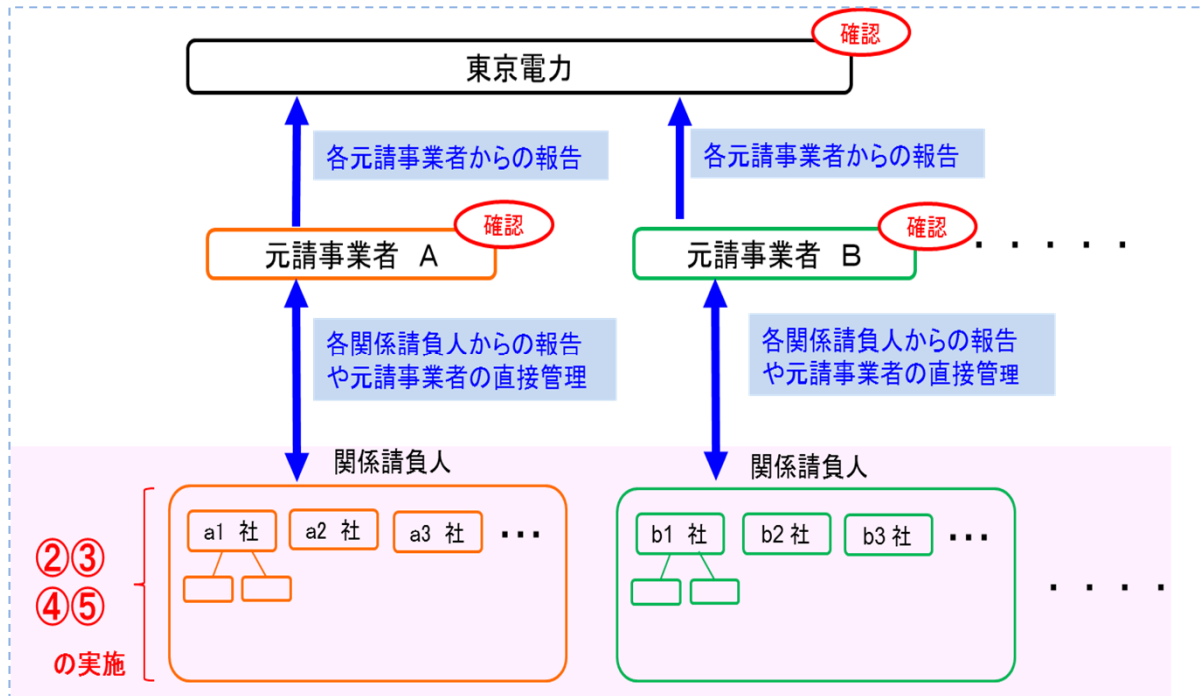 確認
東京電力
各元請事業者からの報告
各元請事業者からの報告
確認
元請事業者 A
確認
元請事業者 B
・・・・・
各関係請負人からの報告
や元請事業者の直接管理
各関係請負人からの報告
や元請事業者の直接管理
関係請負人
関係請負人
a1 社
a2 社
a3 社
・・・
b1 社
b2 社
b3 社
・・・
②③
④⑤
の実施
・・・・